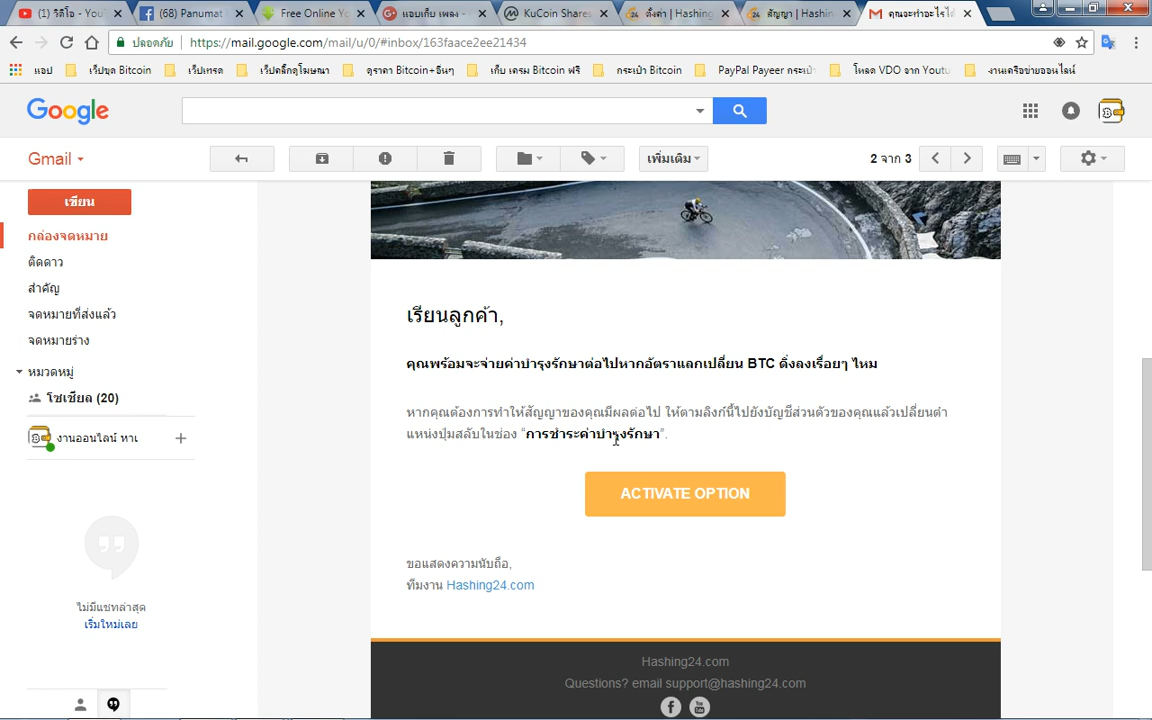 (1) วิดีโอ - You
(68) Panumat
Free Online Yo
แอบเก็บ เพลง -
KuCoin Shares
ตั้งค่า | Hashing
สัญญา | Hashin
คุณจะทำอะไรได้
ปลอดภัย
https://mail.google.com/mail/u/0/#inbox/163faace2ee21434
แอป
เว็ปขุด Bitcoin
เว็ปเทรด
เว็ปคลิ๊กดูโฆษณา
ดูราคา Bitcoin+อื่นๆ
เก็บ เครม Bitcoin ฟรี
กระเป๋า Bitcoin
PayPal Payeer กระเป๋
โหลด VDO จาก Youtu
งานเครือข่ายออนไลน์
Google
Gmail
เพิ่มเติม
2 จาก 3
เขียน
กล่องจดหมาย
ติดดาว
สำคัญ
จดหมายที่ส่งแล้ว
จดหมายร่าง
หมวดหมู่
โซเชียล (20)
งานออนไลน์ หาเ
ไม่มีแชทล่าสุด
เริ่มใหม่เลย
เรียนลูกค้า,
คุณพร้อมจะจ่ายค่าบำรุงรักษาต่อไปหากอัตราแลกเปลี่ยน BTC ดิ่งลงเรื่อยๆ ไหม
หากคุณต้องการทำให้สัญญาของคุณมีผลต่อไป ให้ตามลิงก์นี้ไปยังบัญชีส่วนตัวของคุณแล้วเปลี่ยนตำ
แหน่งปุ่มสลับในช่อง “การชำระค่าบำรุงรักษา”.
ACTIVATE OPTION
ขอแสดงความนับถือ,
ทีมงาน Hashing24.com
Hashing24.com
Questions? email support@hashing24.com